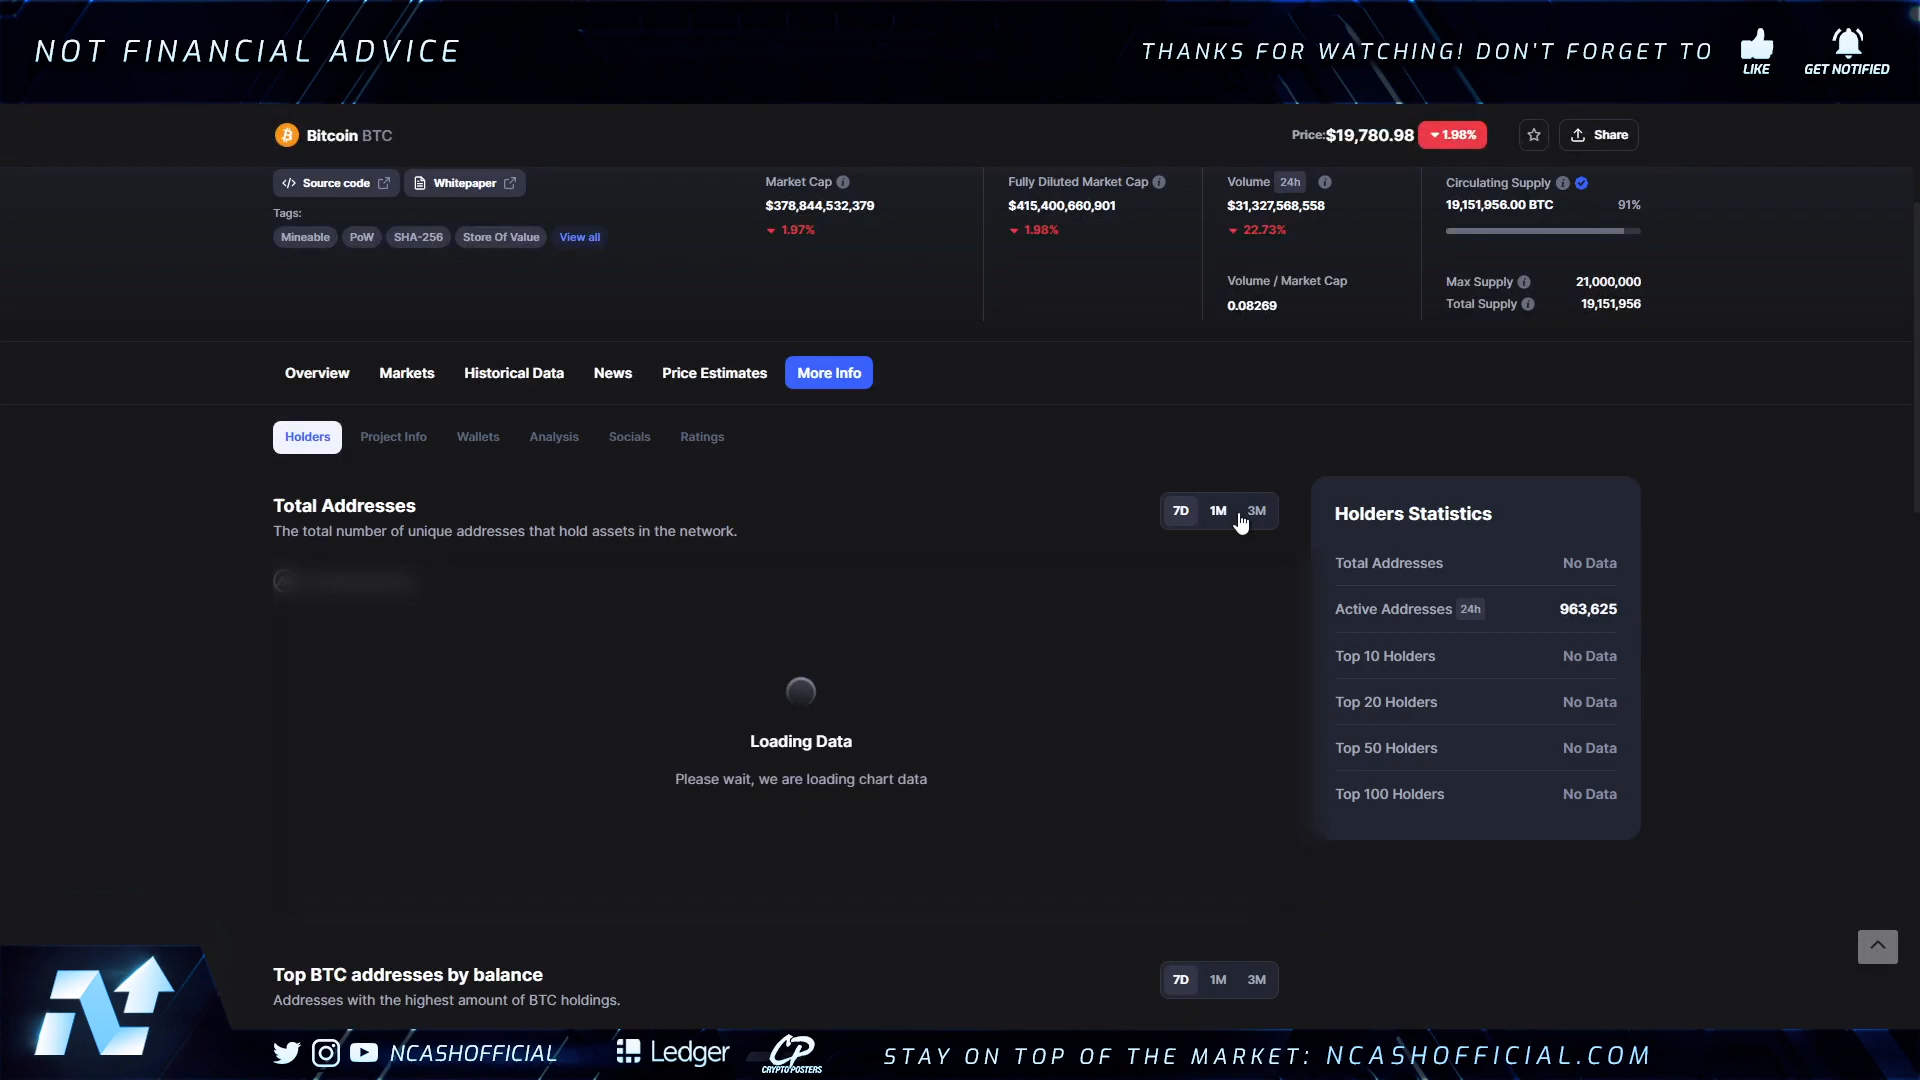 NOT FINANCIAL ADVICE
THANKS FOR WATCHING! DON'T FORGET TO
LIKE
GET NOTIFIED
Bitcoin BTC
Price:$19,780.98 1.98%
Share
Source code
Whitepaper
Tags:
Mineable PoW SHA-256 Store Of Value View all
Market Cap
$378,844,532,379
1.97%
Fully Diluted Market Cap
$415,400,660,901
1.98%
Volume 24h
$31,327,568,558
22.73%
Volume / Market Cap
0.08269
Circulating Supply
19,151,956.00 BTC 91%
Max Supply 21,000,000
Total Supply 19,151,956
Overview Markets Historical Data News Price Estimates More Info
Holders Project Info Wallets Analysis Socials Ratings
Total Addresses
The total number of unique addresses that hold assets in the network.
7D 1M 3M
Loading Data
Please wait, we are loading chart data
Holders Statistics
Total Addresses No Data
Active Addresses 24h 963,625
Top 10 Holders No Data
Top 20 Holders No Data
Top 50 Holders No Data
Top 100 Holders No Data
Top BTC addresses by balance
Addresses with the highest amount of BTC holdings.
7D 1M 3M
NCASHOFFICIAL
Ledger
CP
CRYPTO POSTERS
STAY ON TOP OF THE MARKET: NCASHOFFICIAL.COM